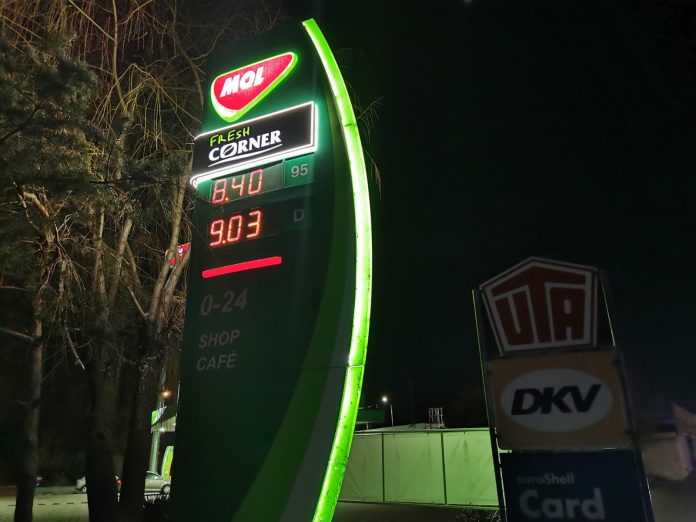 MOL
FRESH
CORNER
8.40 95
9.03 D
0-24
SHOP
CAFÉ
UTA
DKV
euroShell
Card